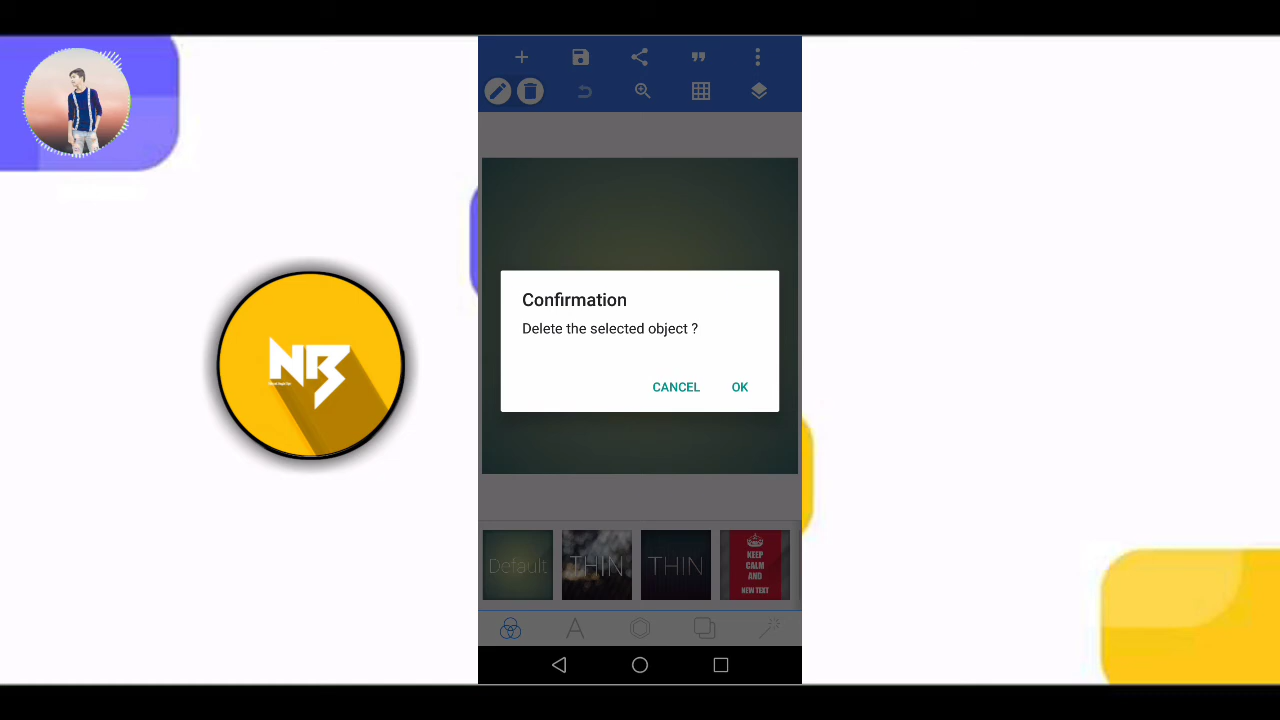 NB
Confirmation
Delete the selected object ?
CANCEL OK
Default
THIN
THIN
KEEP
CALM
AND
NEW TEXT